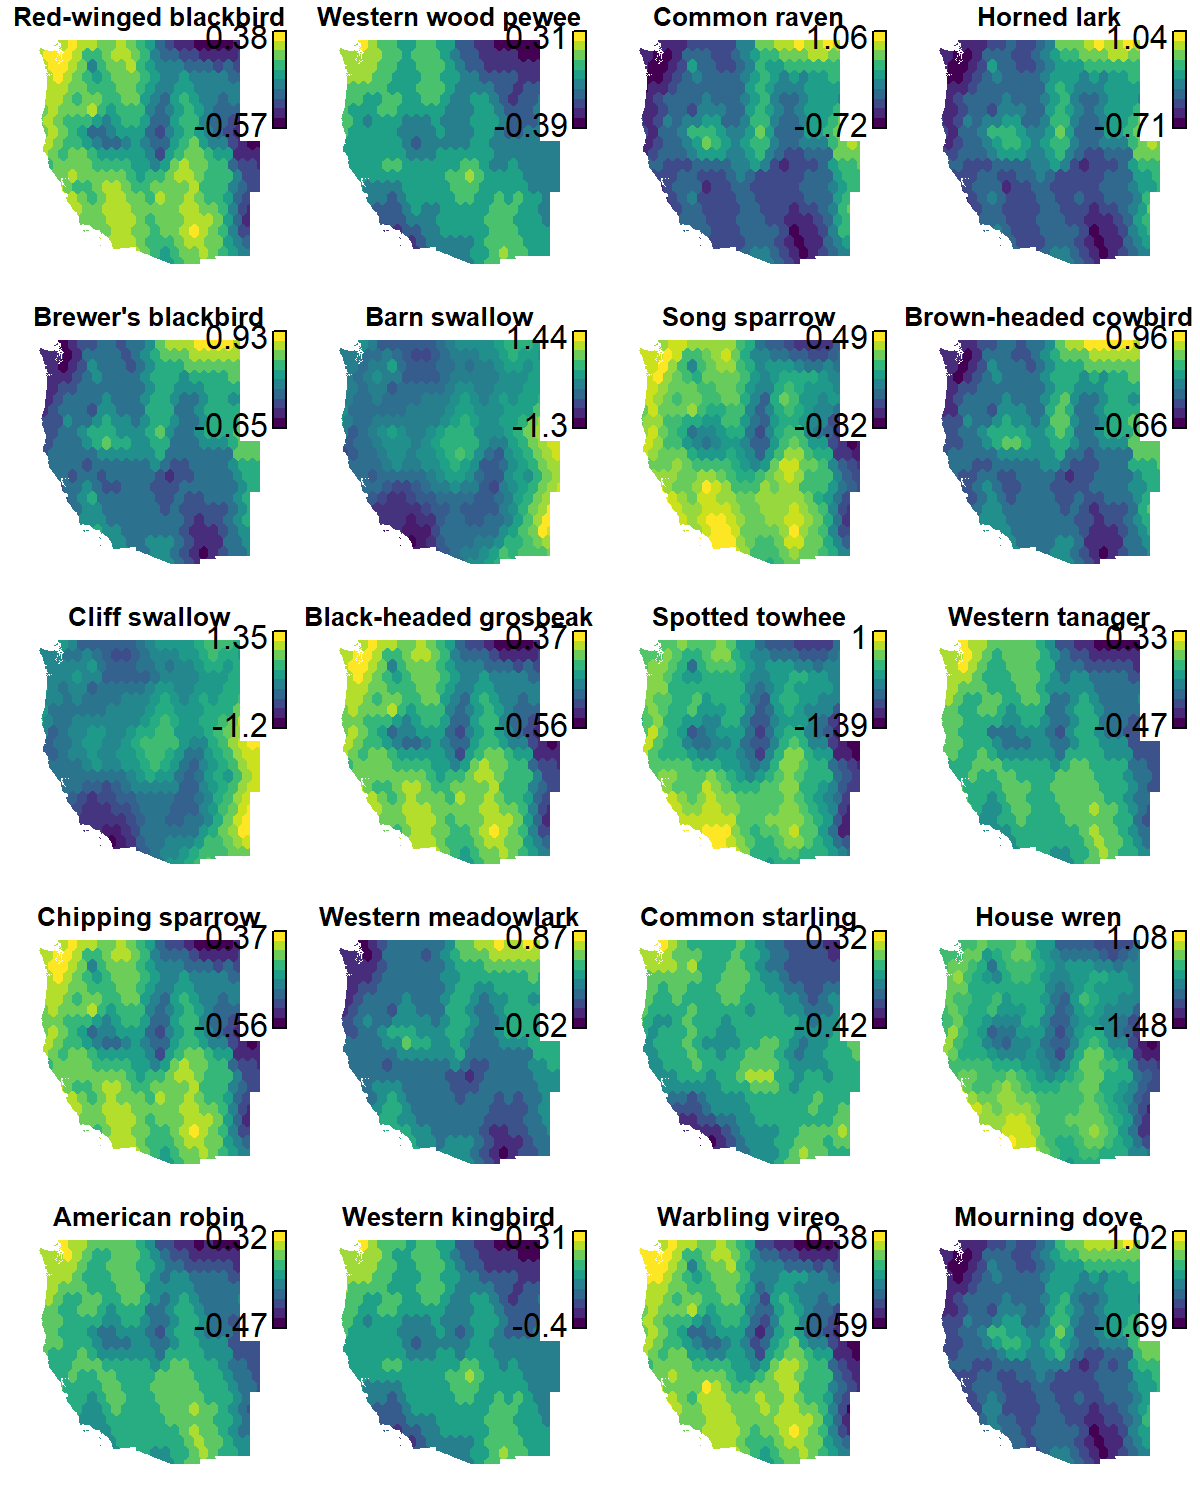 Red-winged blackbird
0.38
-0.57
Western wood pewee
0.31
-0.39
Common raven
1.06
-0.72
Horned lark
1.04
-0.71
Brewer's blackbird
0.93
-0.65
Barn swallow
1.44
-1.3
Song sparrow
0.49
-0.82
Brown-headed cowbird
0.96
-0.66
Cliff swallow
1.35
-1.2
Black-headed grosbeak
0.37
-0.56
Spotted towhee
1
-1.39
Western tanager
0.33
-0.47
Chipping sparrow
0.37
-0.56
Western meadowlark
0.87
-0.62
Common starling
0.32
-0.42
House wren
1.08
-1.48
American robin
0.32
-0.47
Western kingbird
0.31
-0.4
Warbling vireo
0.38
-0.59
Mourning dove
1.02
-0.69